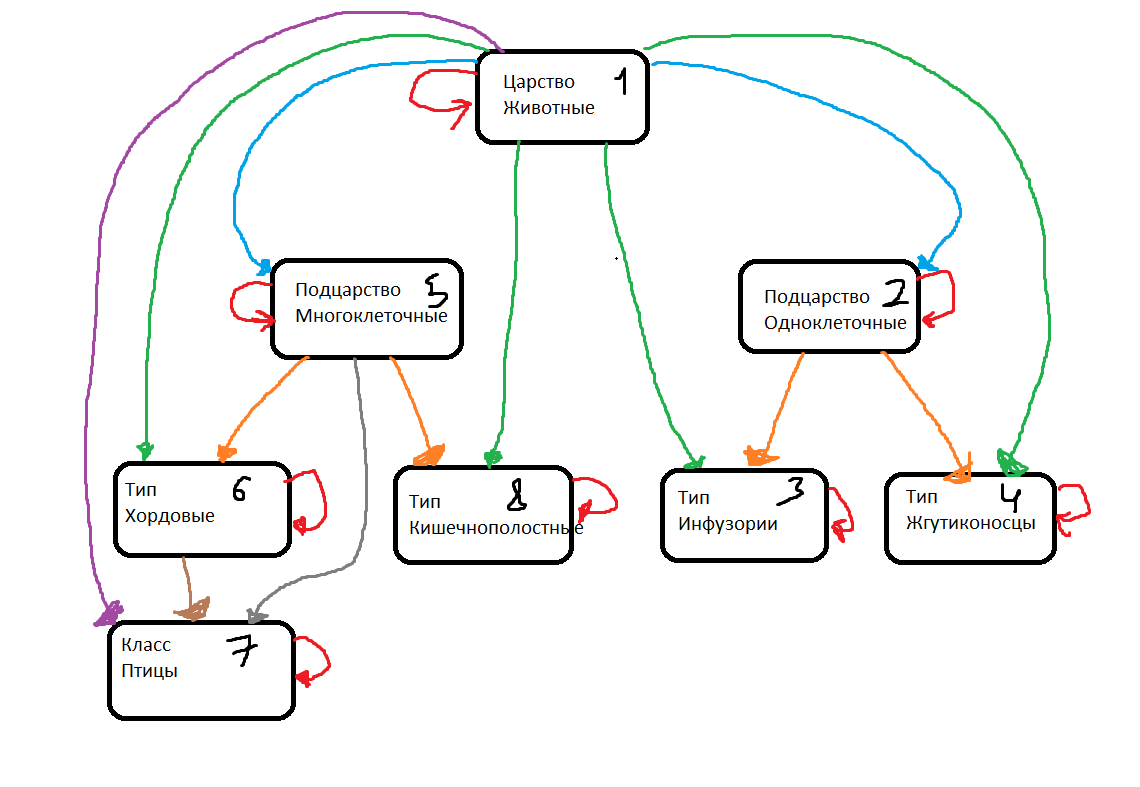 Царство 1
Животные
Подцарство 5
Многоклеточные
Подцарство 2
Одноклеточные
Тип 6
Хордовые
Тип 8
Кишечнополостные
Тип 3
Инфузории
Тип 4
Жгутиконосцы
Класс 7
Птицы